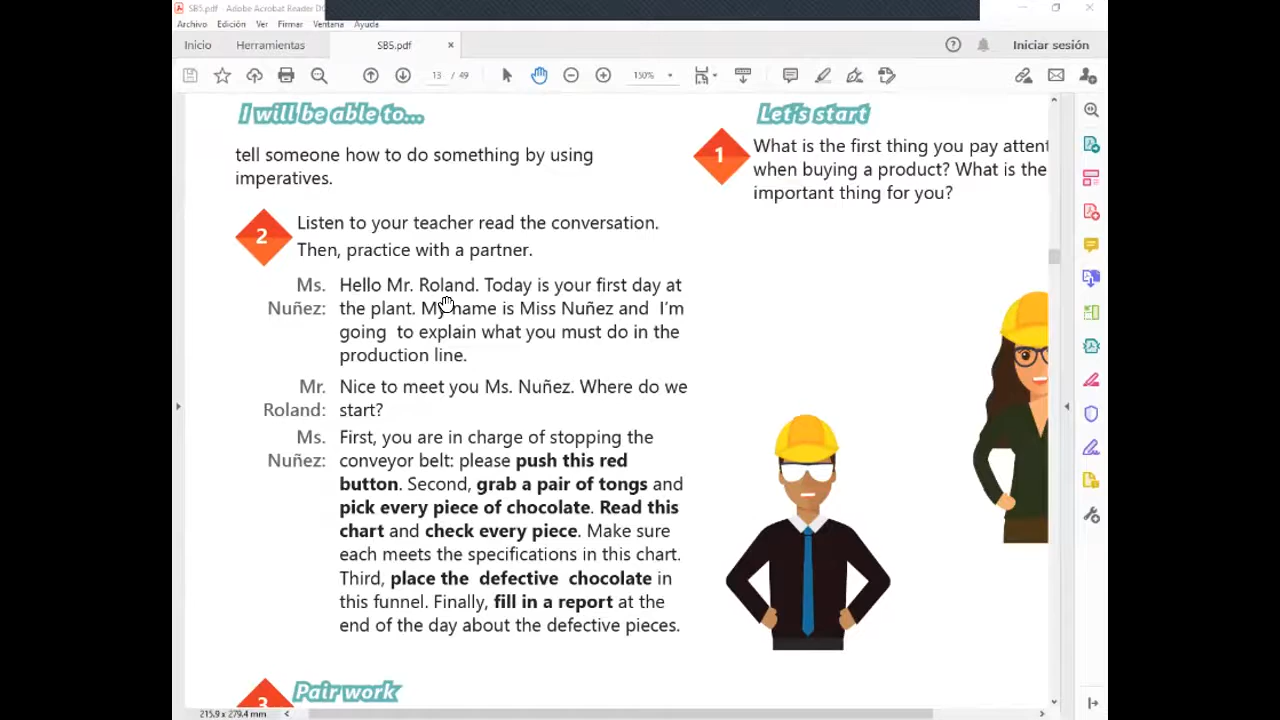 SB5.pdf - Adobe Acrobat Reader DC
Archivo Edición Ver Firmar Ventana Ayuda
Inicio Herramientas SB5.pdf × Iniciar sesión
13 / 49 150%
I will be able to...
tell someone how to do something by using
imperatives.
2
Listen to your teacher read the conversation.
Then, practice with a partner.
Ms. Hello Mr. Roland. Today is your first day at
Nuñez: the plant. My name is Miss Nuñez and I'm
going to explain what you must do in the
production line.
Mr. Nice to meet you Ms. Nuñez. Where do we
Roland: start?
Ms. First, you are in charge of stopping the
Nuñez: conveyor belt: please push this red
button. Second, grab a pair of tongs and
pick every piece of chocolate. Read this
chart and check every piece. Make sure
each meets the specifications in this chart.
Third, place the defective chocolate in
this funnel. Finally, fill in a report at the
end of the day about the defective pieces.
3
Pair work
Let's start
1
What is the first thing you pay attent
when buying a product? What is the
important thing for you?
215.9 x 279.4 mm